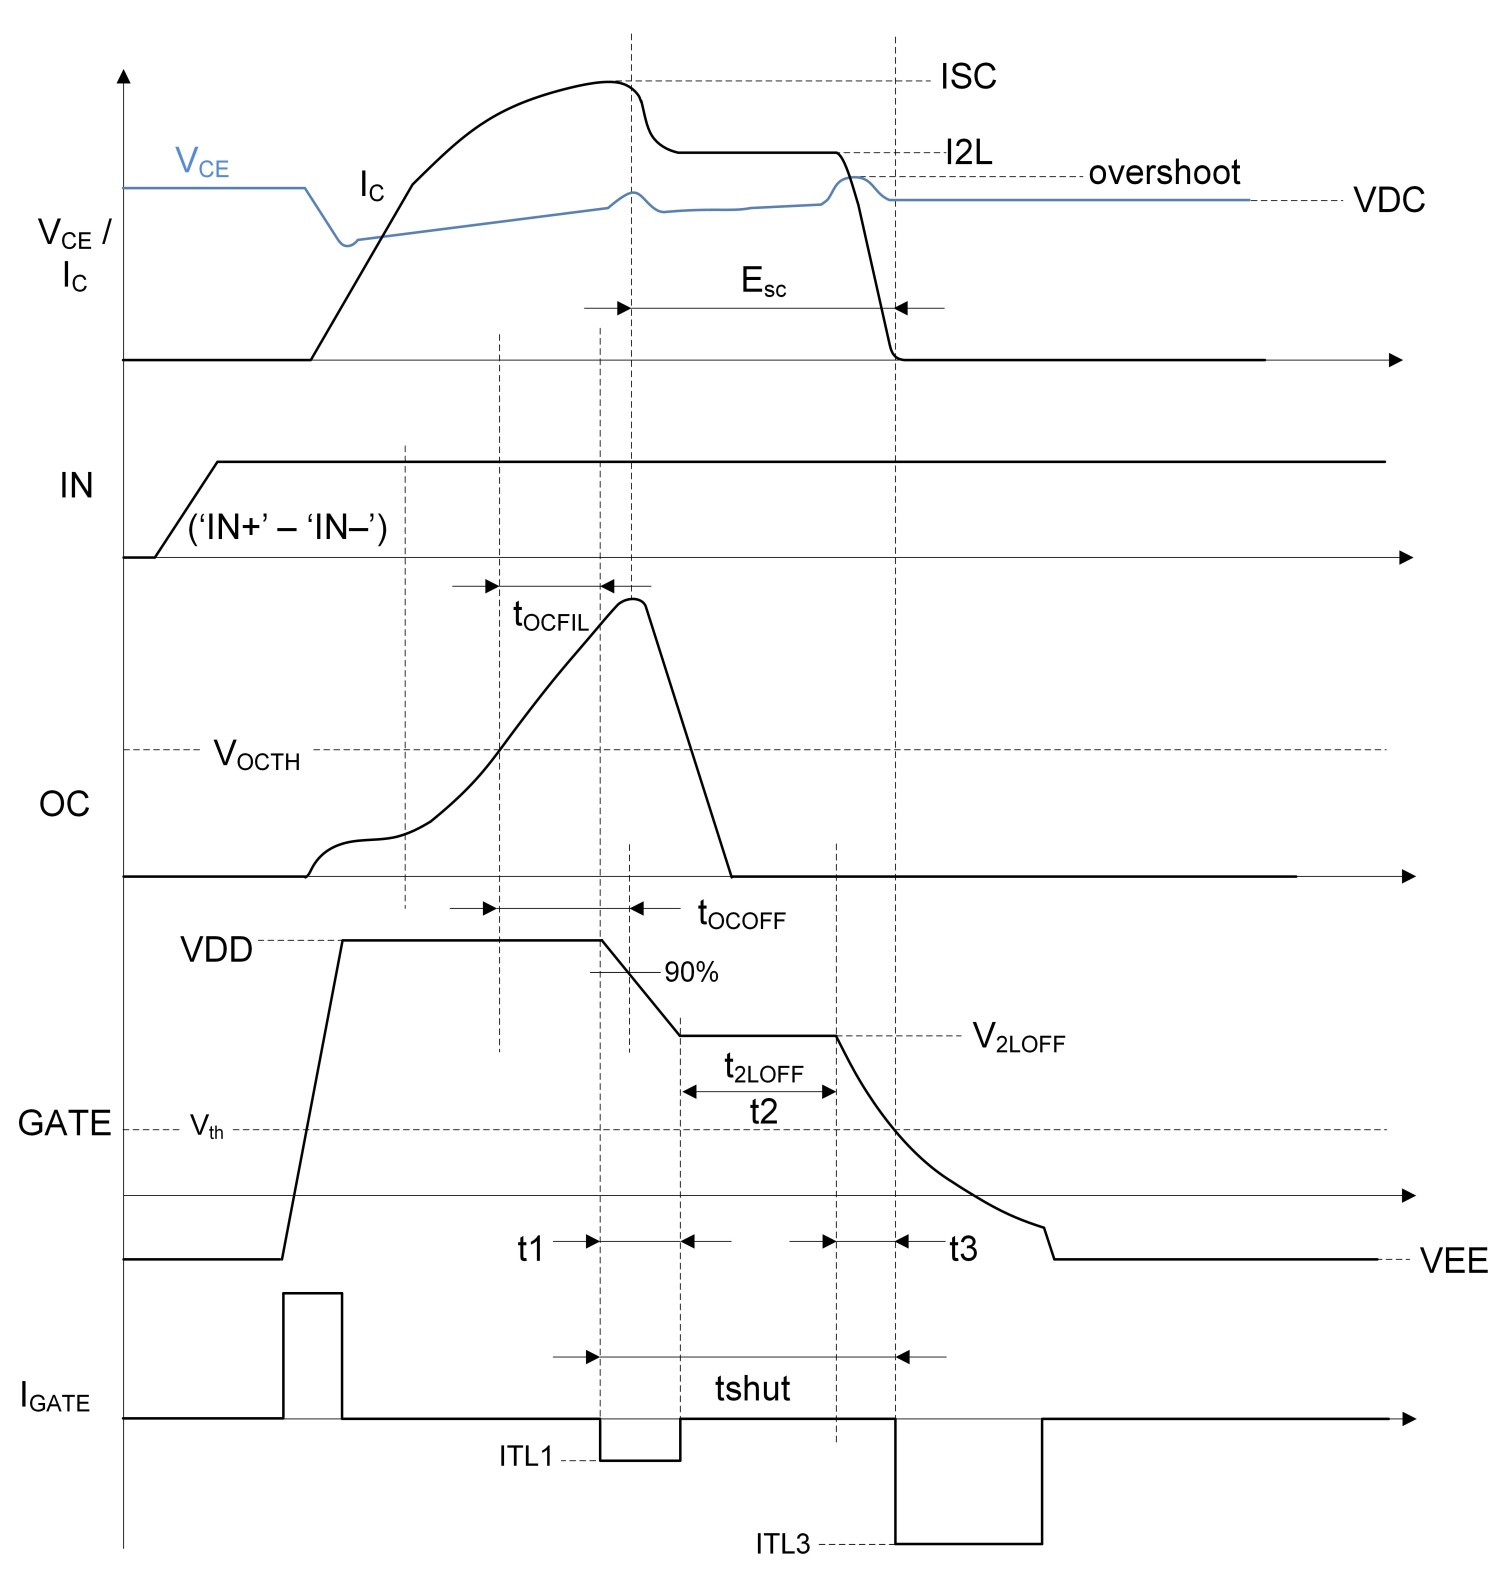 ISC
I2L
VCE
overshoot
IC
VDC
VCE /
IC
Esc
IN
(‘IN+’ – ‘IN–’)
tOCFIL
VOCTH
OC
tOCOFF
VDD
90%
V2LOFF
t2LOFF
t2
GATE
Vth
t1
t3
VEE
tshut
IGATE
ITL1
ITL3